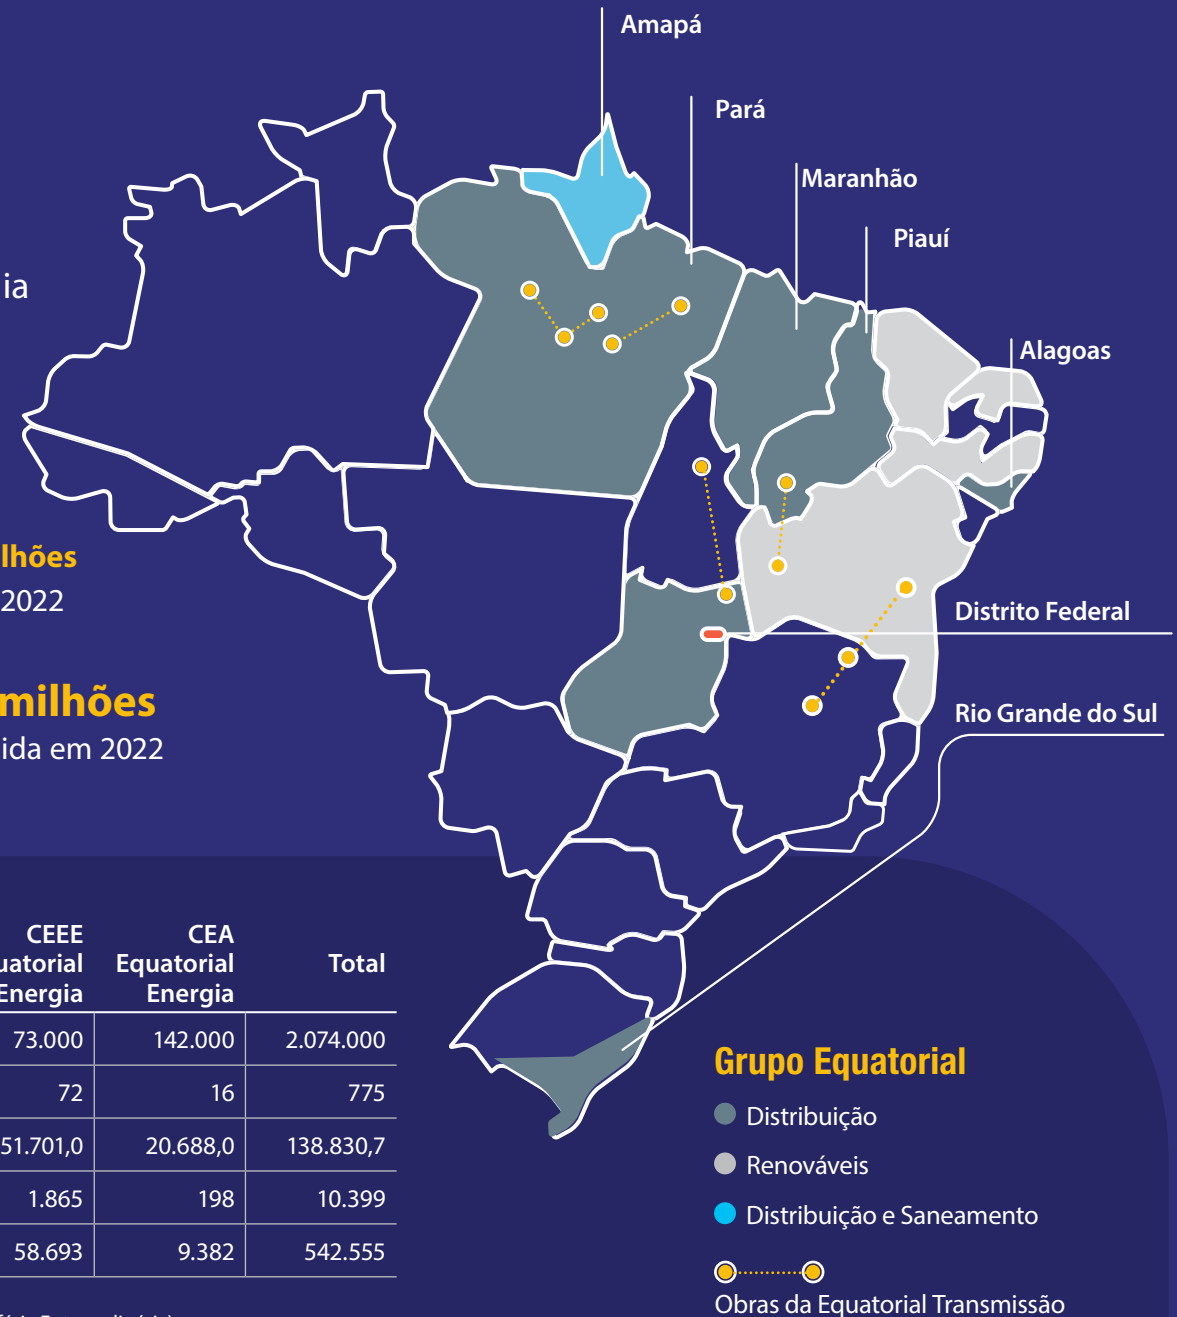 Amapá
Pará
Maranhão
Piauí
ia
Alagoas
lhões
2022
Distrito Federal
milhões
ida em 2022
Rio Grande do Sul
CEEE CEA
uatorial Equatorial Total
Energia Energia
73.000 142.000 2.074.000
72 16 775
51.701,0 20.688,0 138.830,7
1.865 198 10.399
58.693 9.382 542.555
Grupo Equatorial
Distribuição
Renováveis
Distribuição e Saneamento
Obras da Equatorial Transmissão